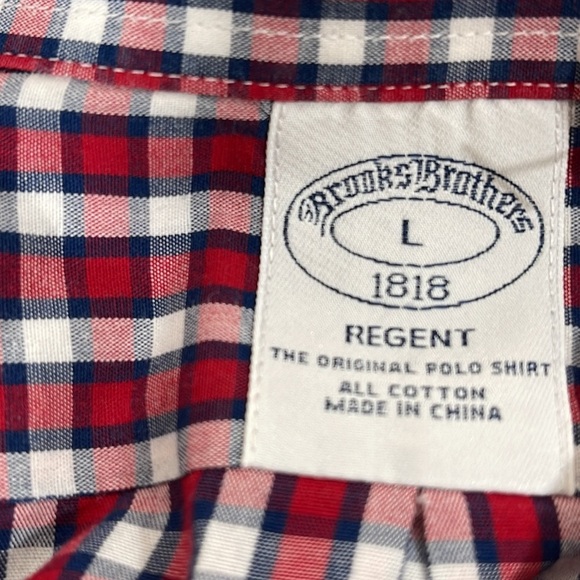 Brooks Brothers
L
1818
REGENT
THE ORIGINAL POLO SHIRT
ALL COTTON
MADE IN CHINA